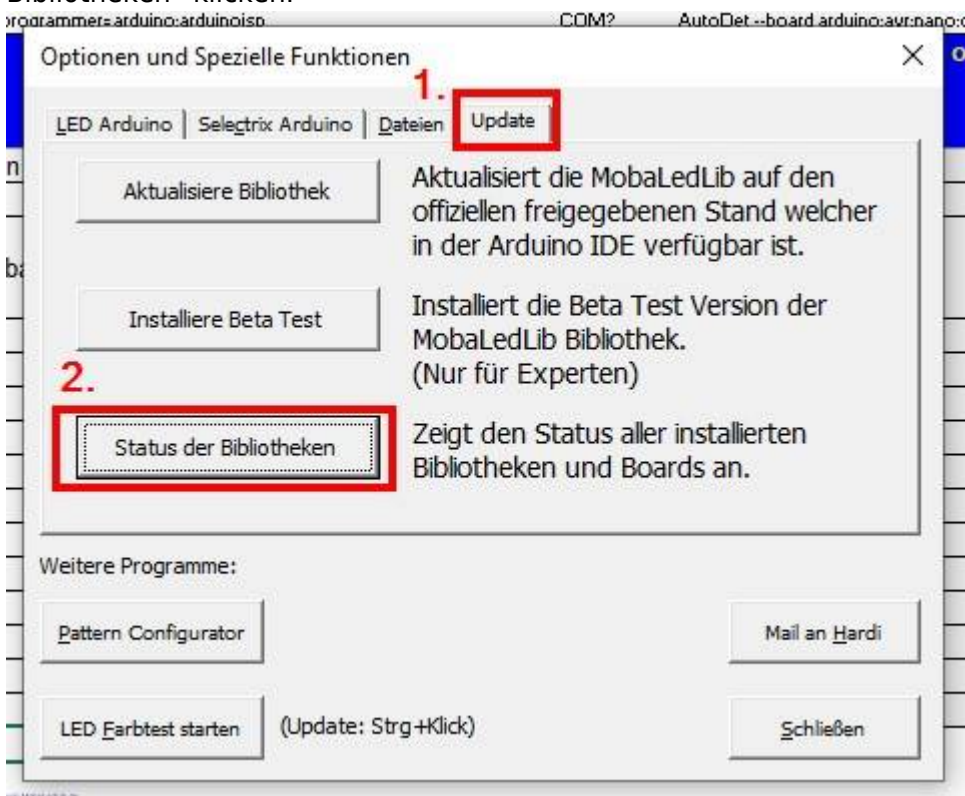 Bibliotheken" klicken.
programmer=arduino:arduinoisp COM? AutoDet --board arduino:avr:nano:c
Optionen und Spezielle Funktionen
1.
LED Arduino Selectrix Arduino Dateien Update
Aktualisiere Bibliothek
Aktualisiert die MobaLedLib auf den
offiziellen freigegebenen Stand welcher
in der Arduino IDE verfügbar ist.
Installiere Beta Test
Installiert die Beta Test Version der
MobaLedLib Bibliothek.
(Nur für Experten)
2.
Status der Bibliotheken
Zeigt den Status aller installierten
Bibliotheken und Boards an.
Weitere Programme:
Pattern Configurator
Mail an Hardi
LED Farbtest starten
(Update: Strg+Klick)
Schließen